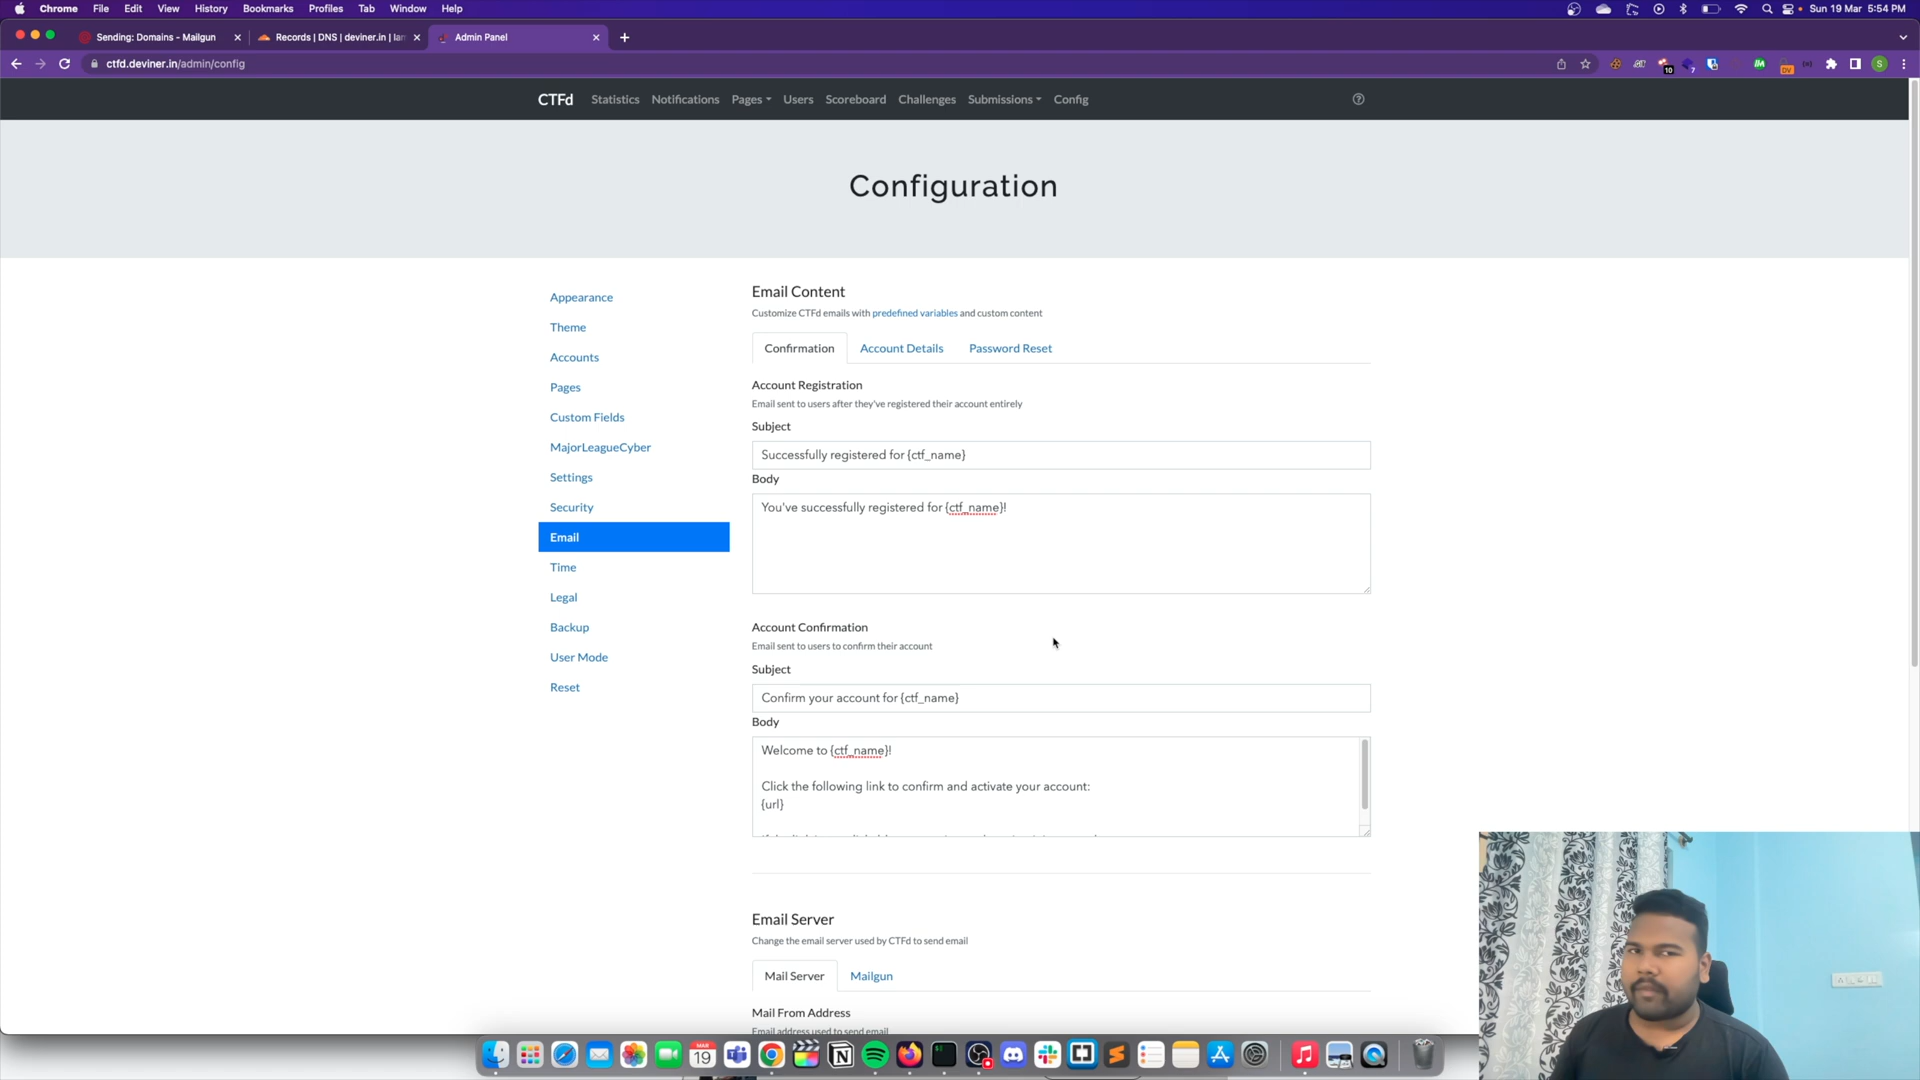 Chrome File Edit View History Bookmarks Profiles Tab Window Help
Sun 19 Mar 5:54 PM
Sending: Domains - Mailgun
Records | DNS | deviner.in | Iam
Admin Panel
ctfd.deviner.in/admin/config
CTFd Statistics Notifications Pages Users Scoreboard Challenges Submissions Config
Configuration
Appearance
Theme
Accounts
Pages
Custom Fields
MajorLeagueCyber
Settings
Security
Email
Time
Legal
Backup
User Mode
Reset
Email Content
Customize CTFd emails with predefined variables and custom content
Confirmation Account Details Password Reset
Account Registration
Email sent to users after they've registered their account entirely
Subject
Successfully registered for {ctf_name}
Body
You've successfully registered for {ctf_name}!
Account Confirmation
Email sent to users to confirm their account
Subject
Confirm your account for {ctf_name}
Body
Welcome to {ctf_name}!
Click the following link to confirm and activate your account:
{url}
Email Server
Change the email server used by CTFd to send email
Mail Server Mailgun
Mail From Address
Email address used to send email
MAR
19